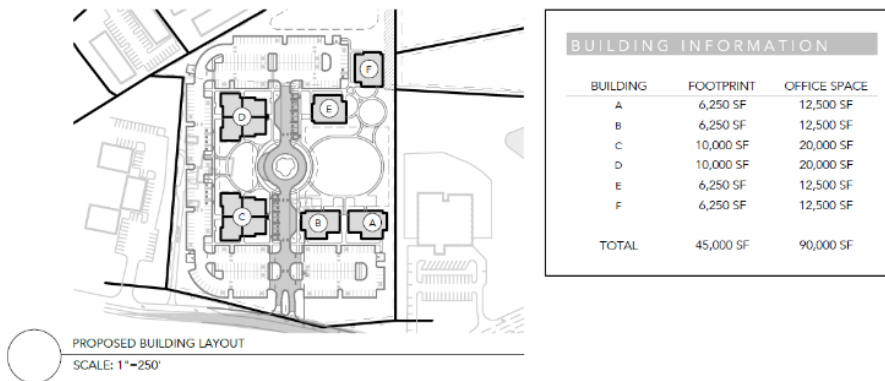 F
E
D
C
B
A
PROPOSED BUILDING LAYOUT
SCALE: 1"=250'
BUILDING INFORMATION
BUILDING FOOTPRINT OFFICE SPACE
A 6,250 SF 12,500 SF
B 6,250 SF 12,500 SF
C 10,000 SF 20,000 SF
D 10,000 SF 20,000 SF
E 6,250 SF 12,500 SF
F 6,250 SF 12,500 SF
TOTAL 45,000 SF 90,000 SF